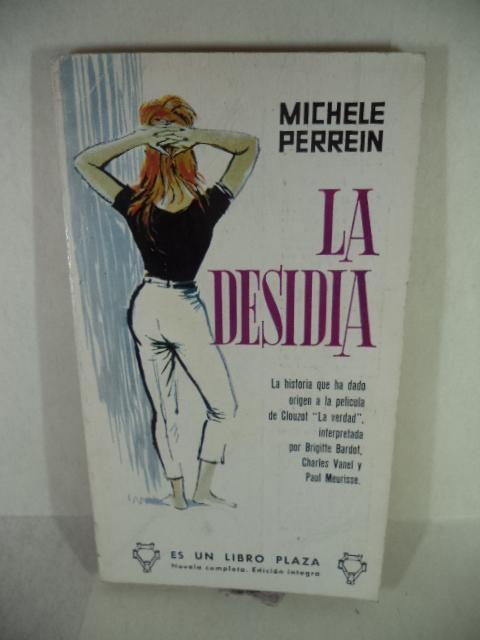 MICHELE
PERREIN
LA
DESIDIA
La historia que ha dado
origen a la película
de Clouzot "La verdad",
interpretada
por Brigitte Bardot,
Charles Vanel y
Paul Meurisse.
ES UN LIBRO PLAZA
Novela completa. Edición íntegra